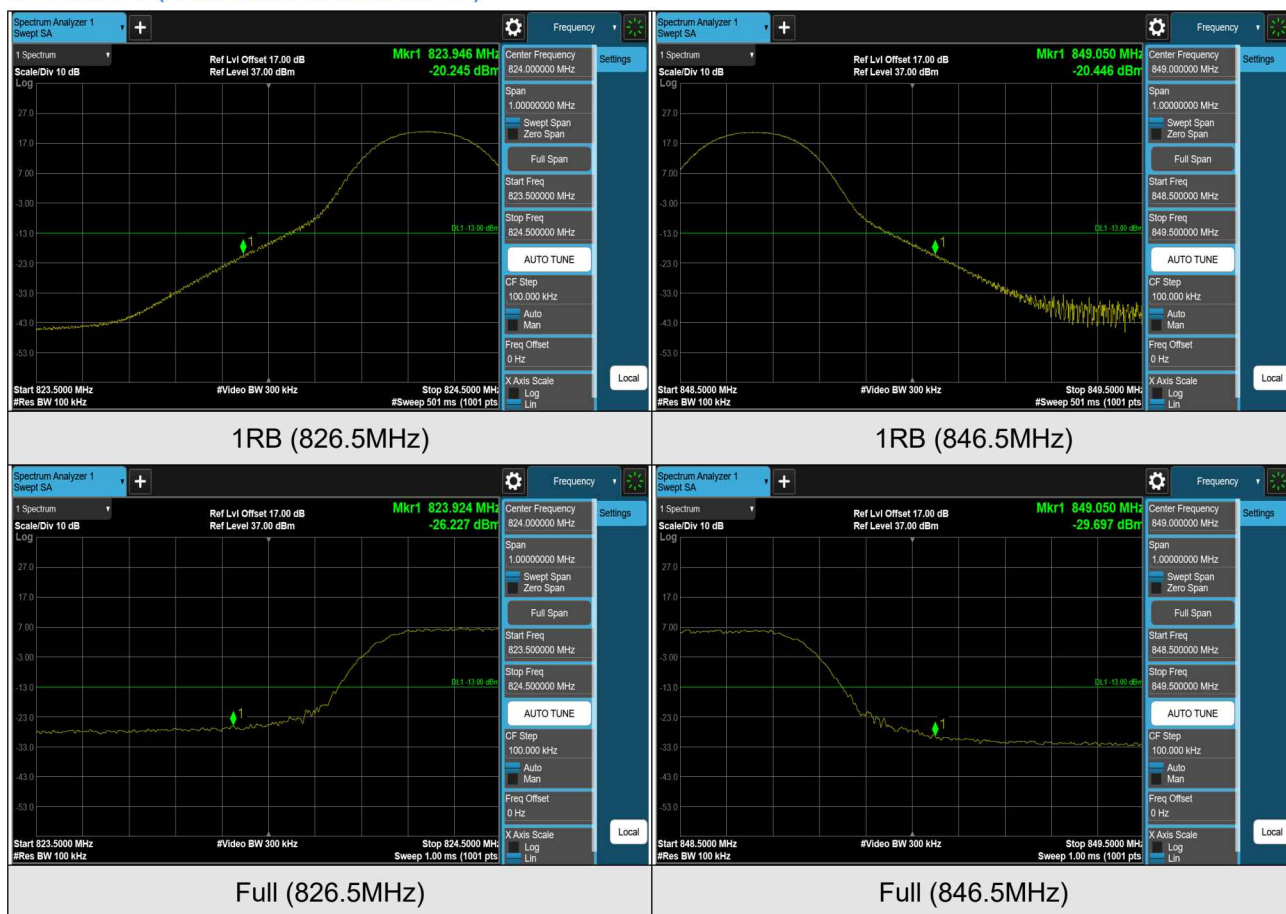 Spectrum Analyzer 1
Swept SA
+
Frequency
1 Spectrum
Scale/Div 10 dB
Log
Ref Lvl Offset 17.00 dB
Ref Level 37.00 dBm
Mkr1 823.946 MHz
-20.245 dBm
27.0
17.0
7.00
-3.00
-13.0
-23.0
-33.0
-43.0
-53.0
DL1 -13.00 dBm
1
Start 823.5000 MHz
#Res BW 100 kHz
#Video BW 300 kHz
Stop 824.5000 MHz
#Sweep 501 ms (1001 pts
Center Frequency
824.000000 MHz
Span
1.00000000 MHz
Swept Span
Zero Span
Full Span
Start Freq
823.500000 MHz
Stop Freq
824.500000 MHz
AUTO TUNE
CF Step
100.000 kHz
Auto
Man
Freq Offset
0 Hz
X Axis Scale
Log
Lin
Settings
Local
Spectrum Analyzer 1
Swept SA
+
Frequency
1 Spectrum
Scale/Div 10 dB
Log
Ref Lvl Offset 17.00 dB
Ref Level 37.00 dBm
Mkr1 849.050 MHz
-20.446 dBm
27.0
17.0
7.00
-3.00
-13.0
-23.0
-33.0
-43.0
-53.0
DL1 -13.00 dBm
1
Start 848.5000 MHz
#Res BW 100 kHz
#Video BW 300 kHz
Stop 849.5000 MHz
#Sweep 501 ms (1001 pts
Center Frequency
849.000000 MHz
Span
1.00000000 MHz
Swept Span
Zero Span
Full Span
Start Freq
848.500000 MHz
Stop Freq
849.500000 MHz
AUTO TUNE
CF Step
100.000 kHz
Auto
Man
Freq Offset
0 Hz
X Axis Scale
Log
Lin
Settings
Local
1RB (826.5MHz)
1RB (846.5MHz)
Spectrum Analyzer 1
Swept SA
+
Frequency
1 Spectrum
Scale/Div 10 dB
Log
Ref Lvl Offset 17.00 dB
Ref Level 37.00 dBm
Mkr1 823.924 MHz
-26.227 dBm
27.0
17.0
7.00
-3.00
-13.0
-23.0
-33.0
-43.0
-53.0
DL1 -13.00 dBm
1
Start 823.5000 MHz
#Res BW 100 kHz
#Video BW 300 kHz
Stop 824.5000 MHz
Sweep 1.00 ms (1001 pts
Center Frequency
824.000000 MHz
Span
1.00000000 MHz
Swept Span
Zero Span
Full Span
Start Freq
823.500000 MHz
Stop Freq
824.500000 MHz
AUTO TUNE
CF Step
100.000 kHz
Auto
Man
Freq Offset
0 Hz
X Axis Scale
Log
Lin
Settings
Local
Spectrum Analyzer 1
Swept SA
+
Frequency
1 Spectrum
Scale/Div 10 dB
Log
Ref Lvl Offset 17.00 dB
Ref Level 37.00 dBm
Mkr1 849.050 MHz
-29.697 dBm
27.0
17.0
7.00
-3.00
-13.0
-23.0
-33.0
-43.0
-53.0
DL1 -13.00 dBm
1
Start 848.5000 MHz
#Res BW 100 kHz
#Video BW 300 kHz
Stop 849.5000 MHz
Sweep 1.00 ms (1001 pts
Center Frequency
849.000000 MHz
Span
1.00000000 MHz
Swept Span
Zero Span
Full Span
Start Freq
848.500000 MHz
Stop Freq
849.500000 MHz
AUTO TUNE
CF Step
100.000 kHz
Auto
Man
Freq Offset
0 Hz
X Axis Scale
Log
Lin
Settings
Local
Full (826.5MHz)
Full (846.5MHz)